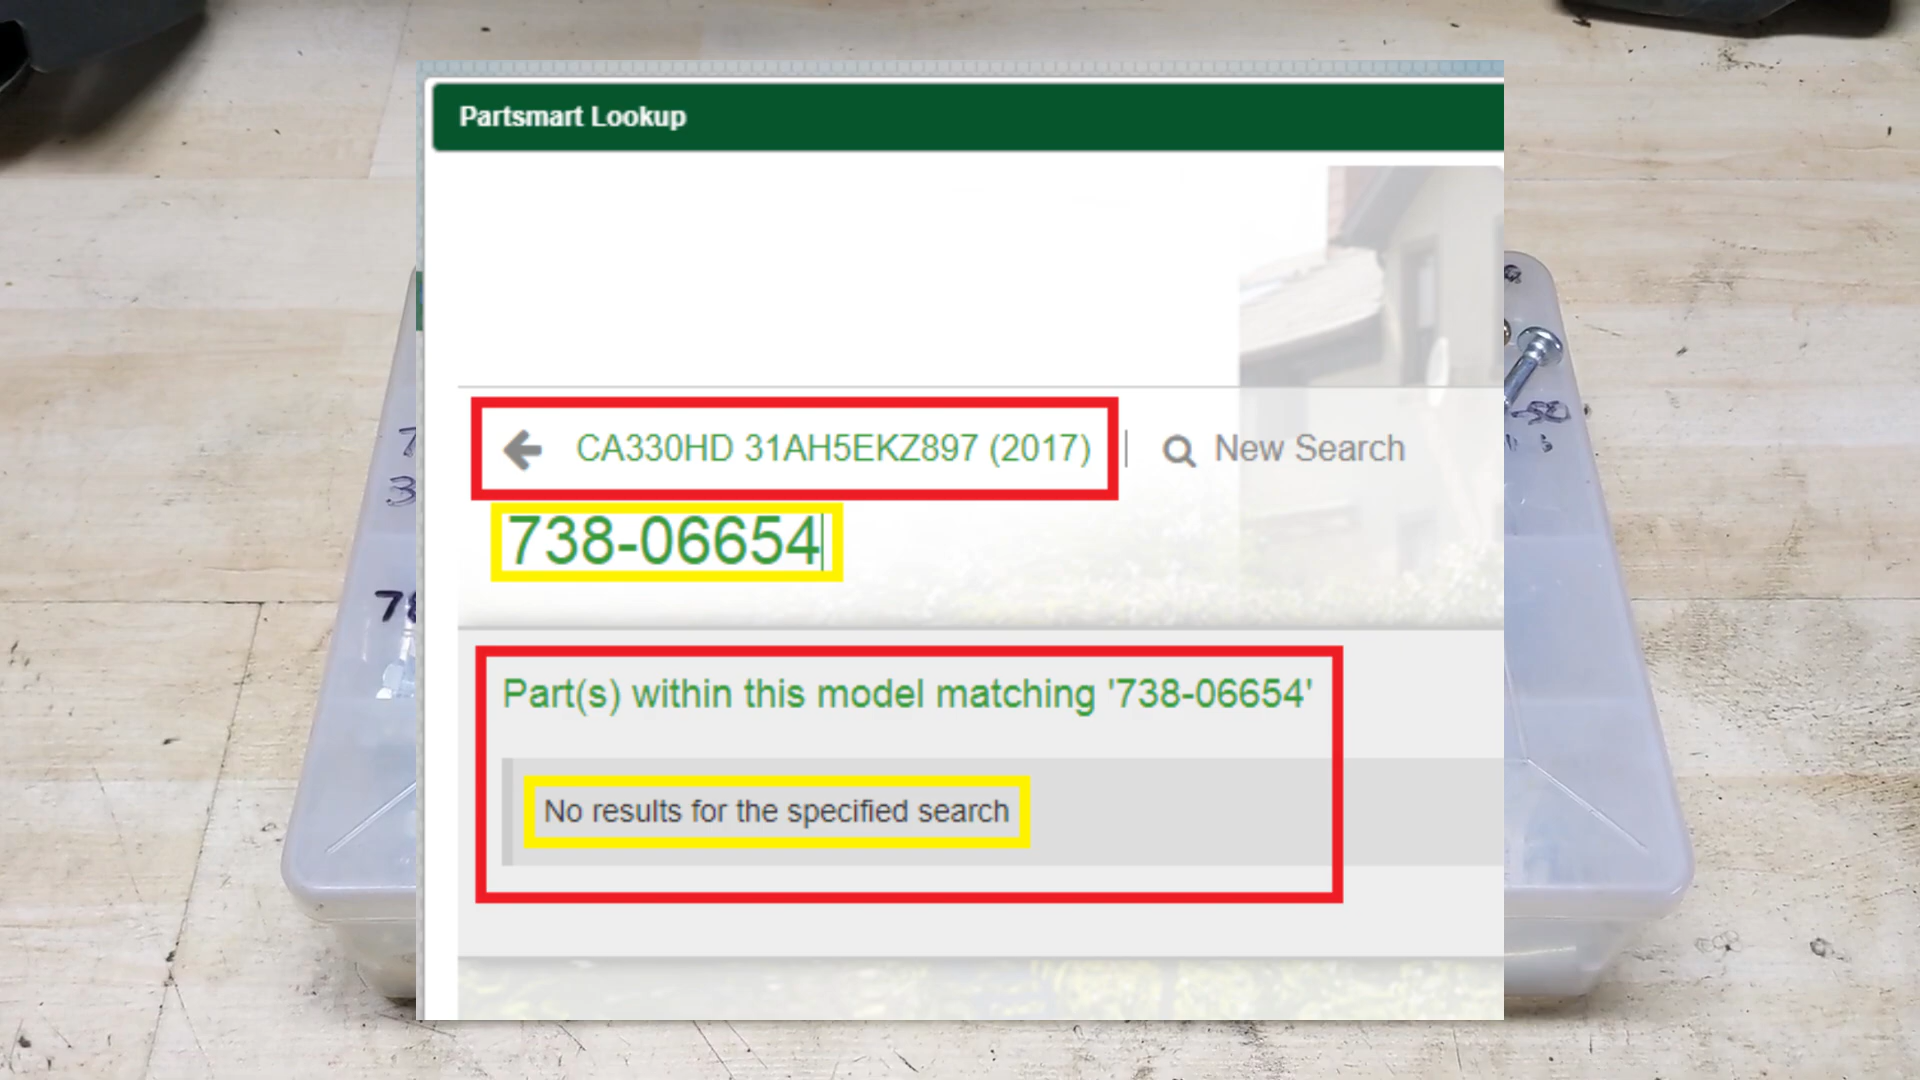 Partsmart Lookup
CA330HD 31AH5EKZ897 (2017)
New Search
738-06654
Part(s) within this model matching '738-06654'
No results for the specified search